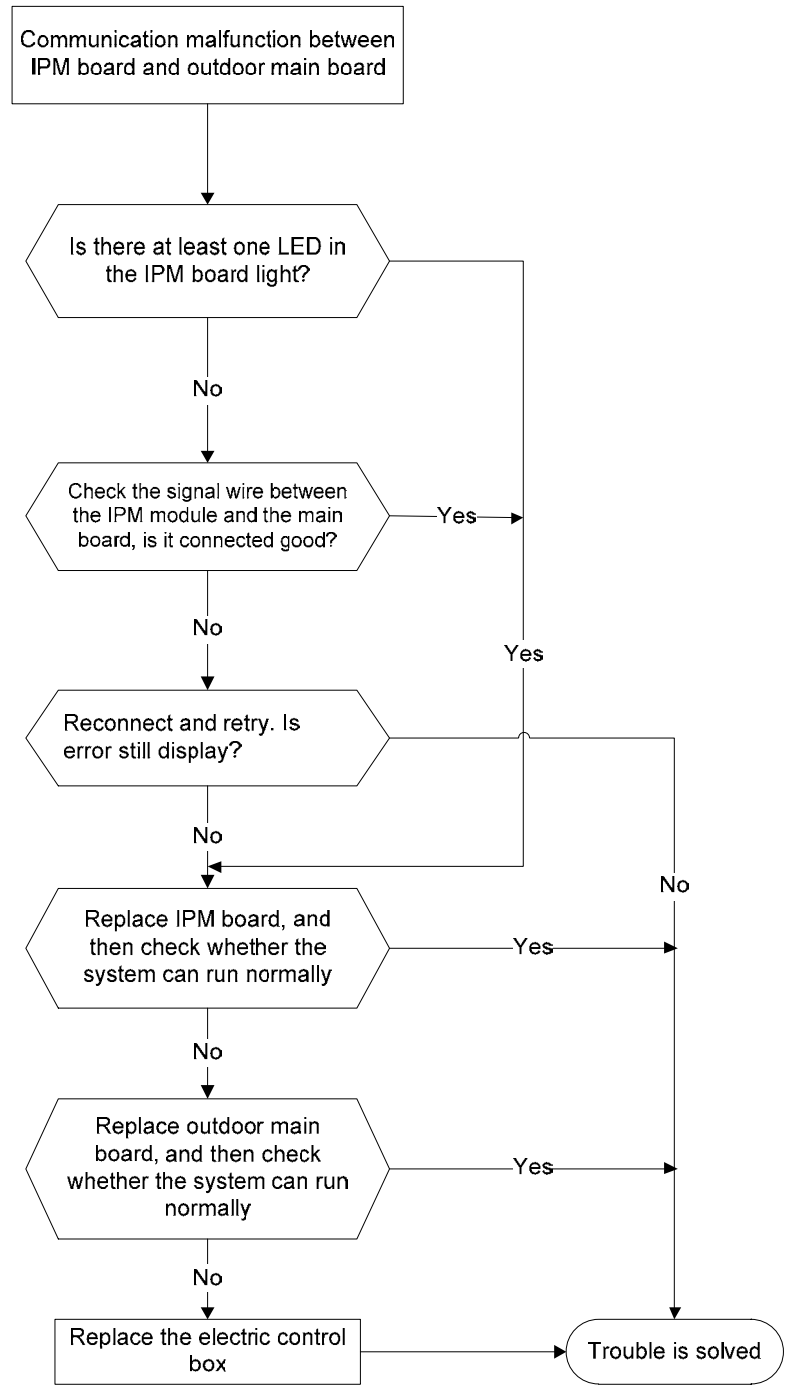 Communication malfunction between
IPM board and outdoor main board
Is there at least one LED in
the IPM board light?
No
Check the signal wire between
the IPM module and the main
board, is it connected good?
Yes
No
Yes
Reconnect and retry. Is
error still display?
No
No
Replace IPM board, and
then check whether the
system can run normally
Yes
No
Replace outdoor main
board, and then check
whether the system can run
normally
Yes
No
Replace the electric control
box
Trouble is solved